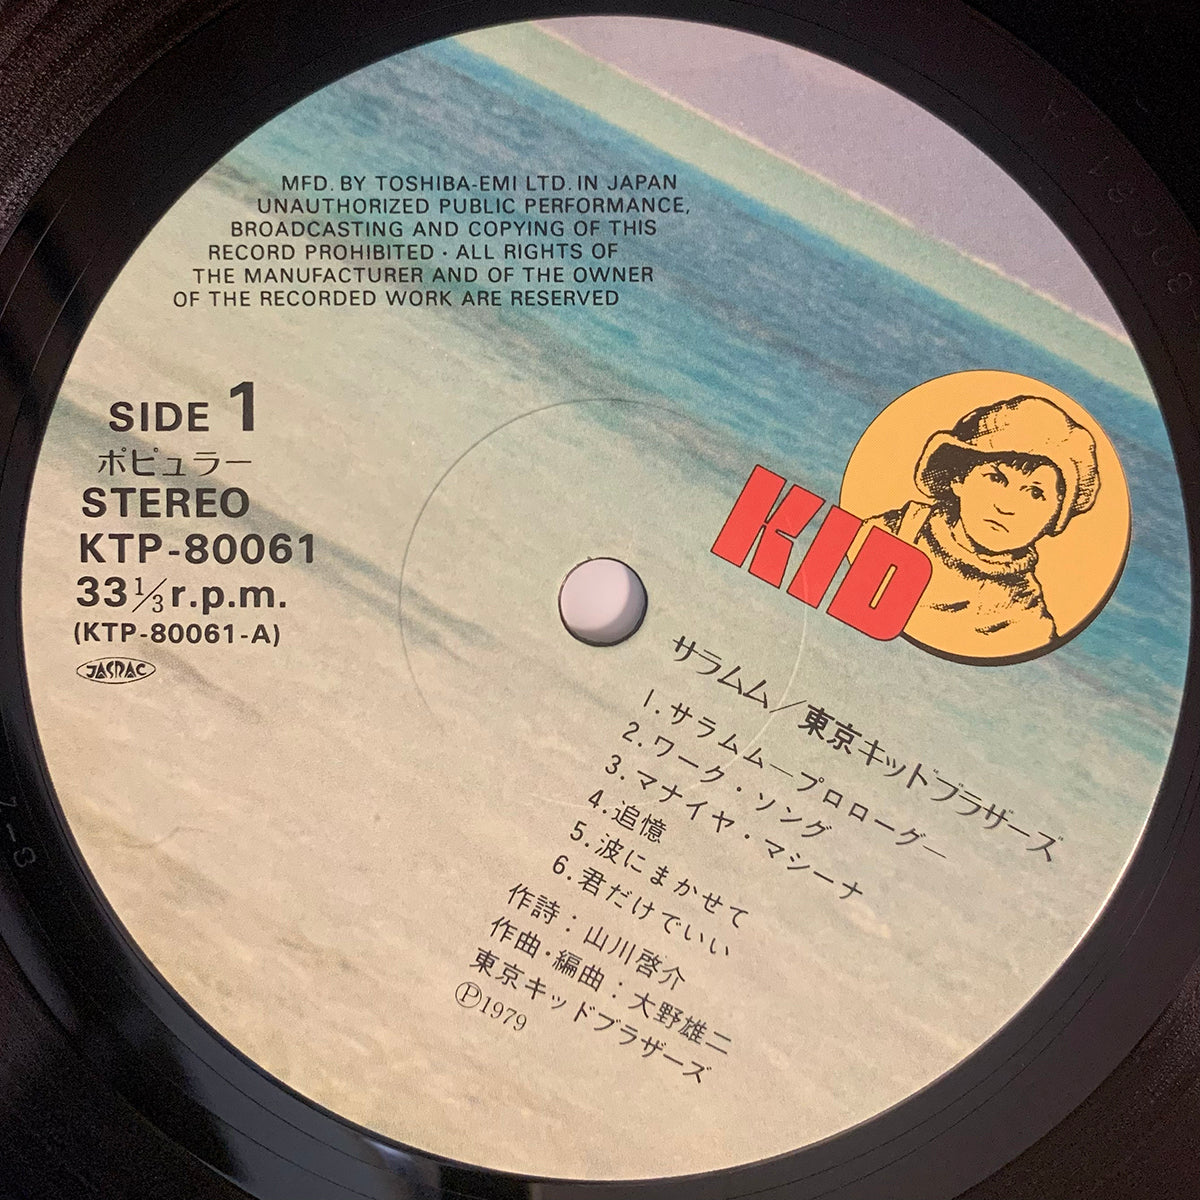 MFD. BY TOSHIBA-EMI LTD. IN JAPAN
UNAUTHORIZED PUBLIC PERFORMANCE,
BROADCASTING AND COPYING OF THIS
RECORD PROHIBITED · ALL RIGHTS OF
THE MANUFACTURER AND OF THE OWNER
OF THE RECORDED WORK ARE RESERVED
SIDE 1
ポピュラー
STEREO
KTP-80061
33 1/3 r.p.m.
(KTP-80061-A)
JASRAC
KID
サラムム/東京キッドブラザーズ
1. サラムム—プロローグ—
2. ワーク・ソング
3. マナイヤ・マシーナ
4. 追憶
5. 波にまかせて
6. 君だけでいい
作詩：山川啓介
作曲・編曲：大野雄二
東京キッドブラザーズ
Ⓟ1979